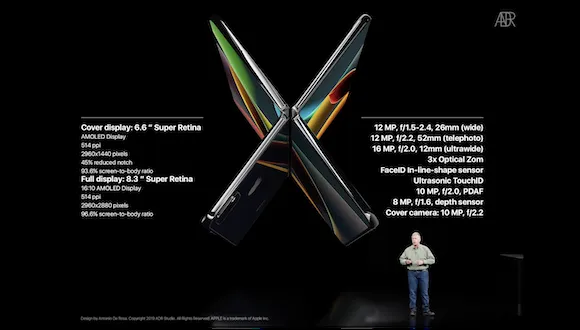 ADR
Cover display: 6.6 " Super Retina
AMOLED Display
514 ppi
2960x1440 pixels
45% reduced notch
93.6% screen-to-body ratio
Full display: 8.3 " Super Retina
16:10 AMOLED Display
514 ppi
2960x2880 pixels
96.6% screen-to-body ratio
12 MP, f/1.5-2.4, 26mm (wide)
12 MP, f/2.2, 52mm (telephoto)
16 MP, f/2.0, 12mm (ultrawide)
3x Optical Zom
FaceID In-line-shape sensor
Ultrasonic TouchID
10 MP, f/2.0, PDAF
8 MP, f/1.6, depth sensor
Cover camera: 10 MP, f/2.2
Design by Antonio De Rosa. Copyright 2019 ADR Studio. All Rights Reserved. APPLE is a trademark of Apple Inc.